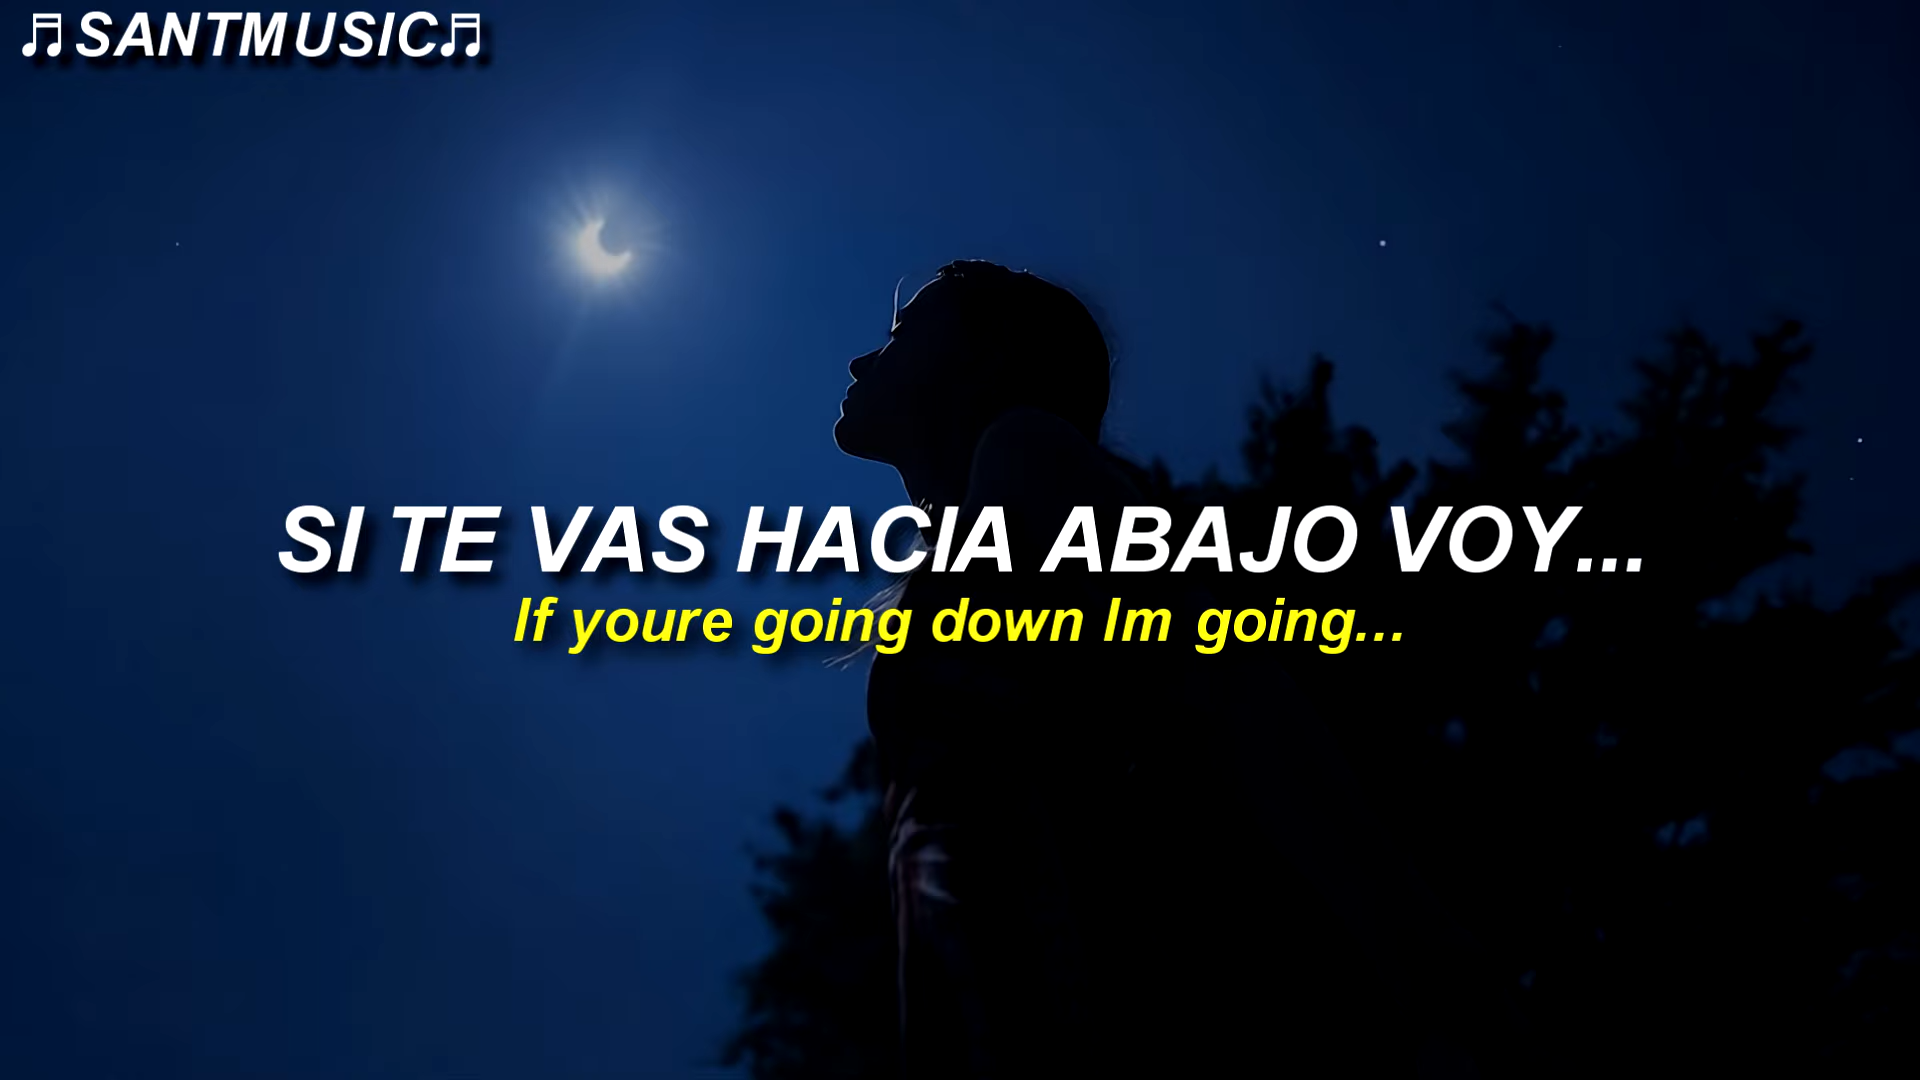 ♬SANTMUSIC♬
SI TE VAS HACIA ABAJO VOY...
If youre going down Im going...